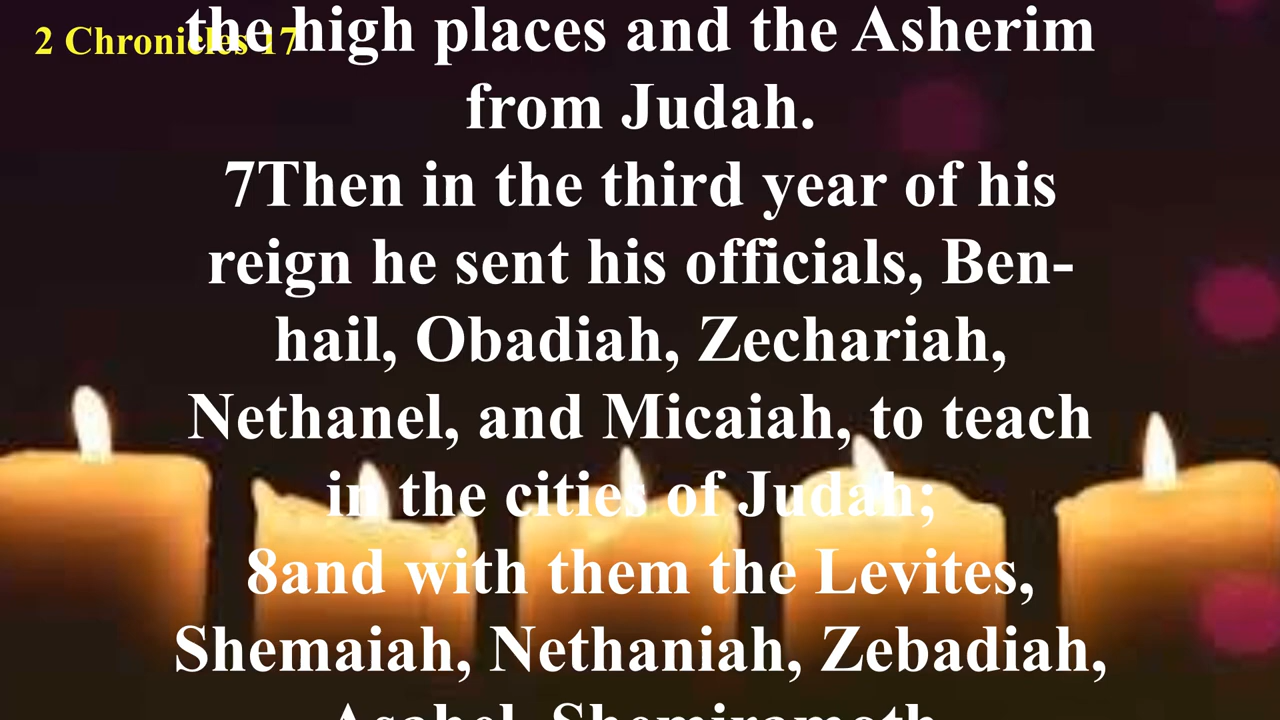 2 Chronicles 17
the high places and the Asherim
from Judah.
7Then in the third year of his
reign he sent his officials, Ben-
hail, Obadiah, Zechariah,
Nethanel, and Micaiah, to teach
in the cities of Judah;
8and with them the Levites,
Shemaiah, Nethaniah, Zebadiah,
Asahel, Shemiramoth,